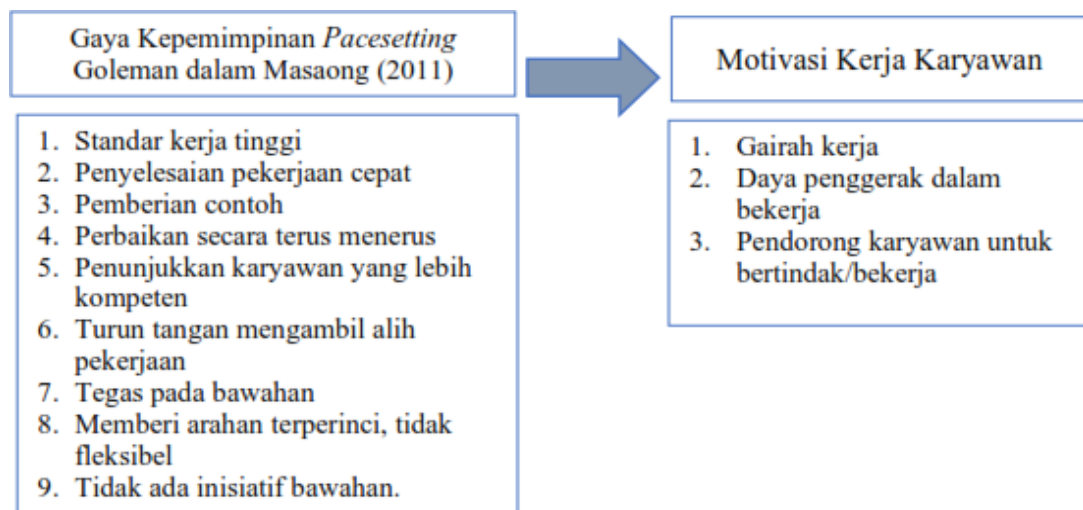 Gaya Kepemimpinan Pacesetting
Goleman dalam Masaong (2011)
Motivasi Kerja Karyawan
1. Standar kerja tinggi
2. Penyelesaian pekerjaan cepat
3. Pemberian contoh
4. Perbaikan secara terus menerus
5. Penunjukkan karyawan yang lebih
kompeten
6. Turun tangan mengambil alih
pekerjaan
7. Tegas pada bawahan
8. Memberi arahan terperinci, tidak
fleksibel
9. Tidak ada inisiatif bawahan.
1. Gairah kerja
2. Daya penggerak dalam
bekerja
3. Pendorong karyawan untuk
bertindak/bekerja